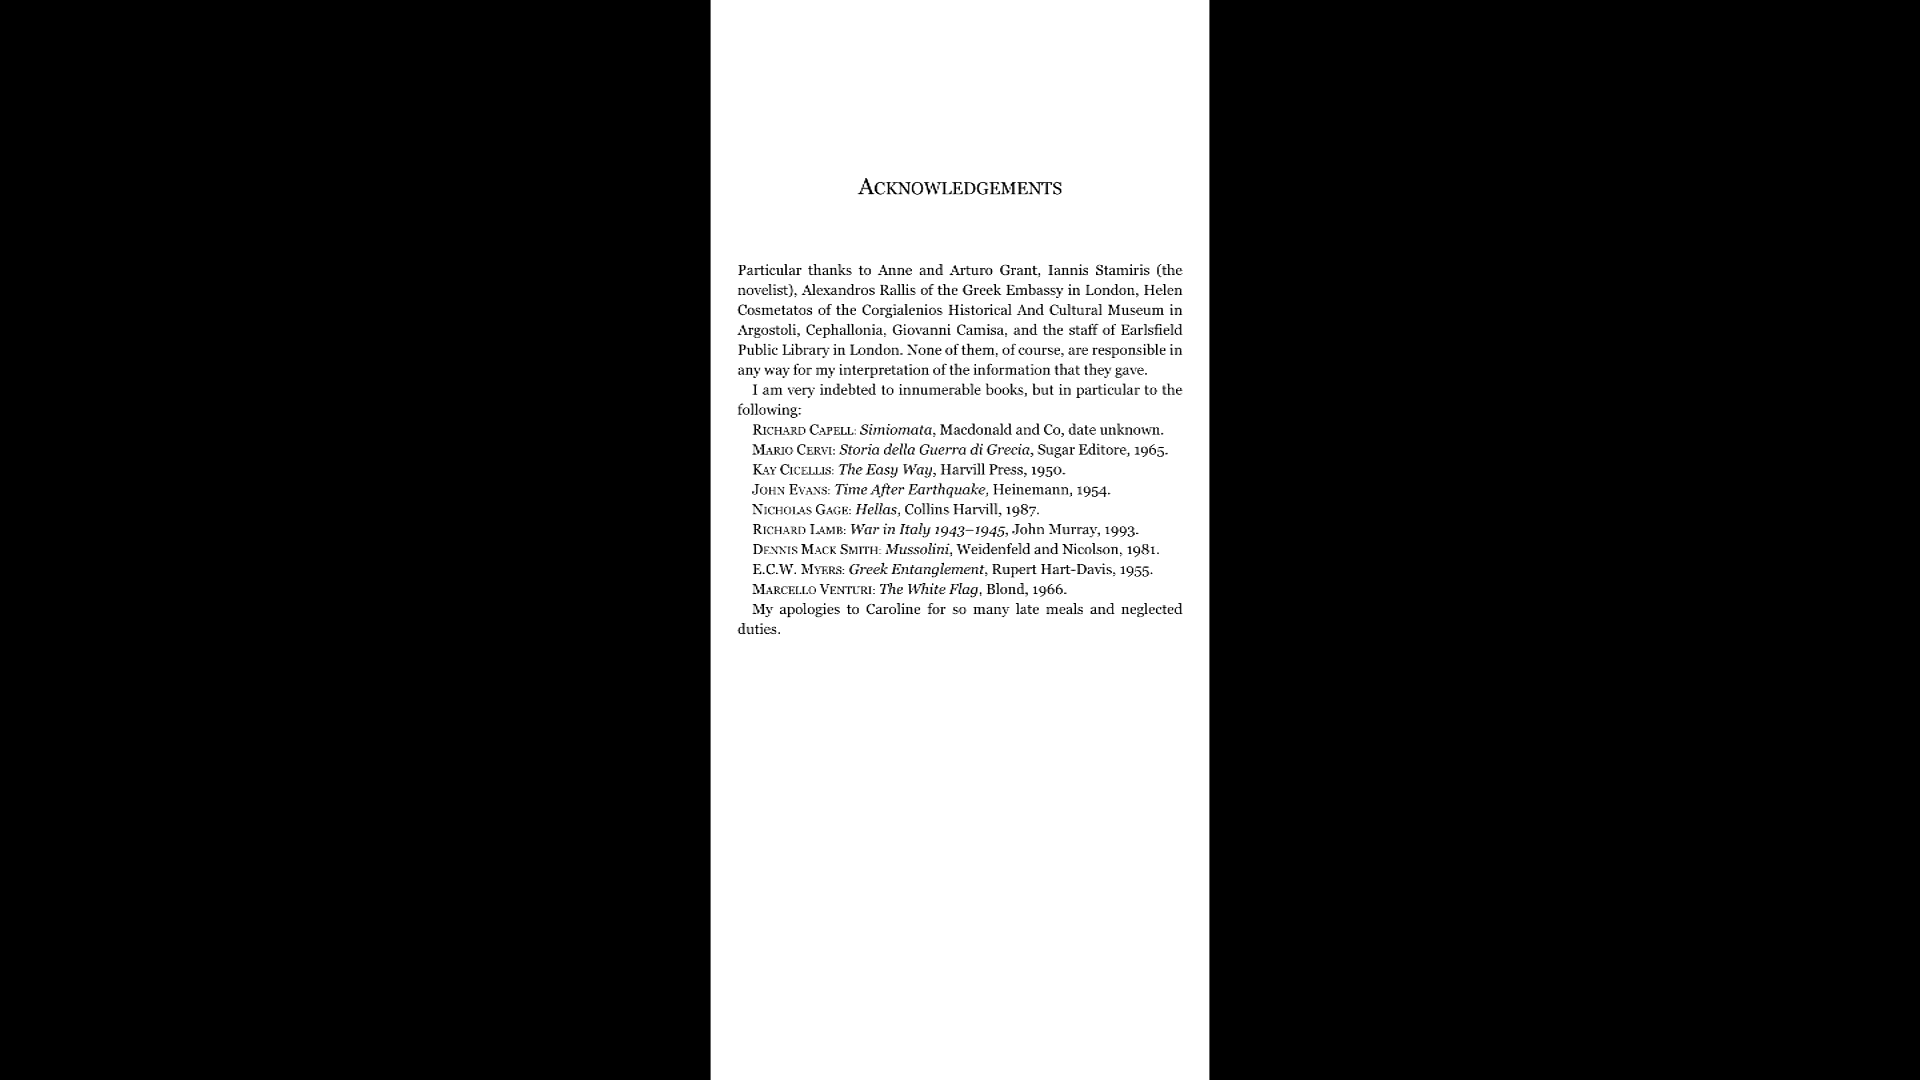 ACKNOWLEDGEMENTS
Particular thanks to Anne and Arturo Grant, Iannis Stamiris (the
novelist), Alexandros Rallis of the Greek Embassy in London, Helen
Cosmetatos of the Corgialenios Historical And Cultural Museum in
Argostoli, Cephallonia, Giovanni Camisa, and the staff of Earlsfield
Public Library in London. None of them, of course, are responsible in
any way for my interpretation of the information that they gave.
I am very indebted to innumerable books, but in particular to the
following:
RICHARD CAPELL: Simiomata, Macdonald and Co, date unknown.
MARIO CERVI: Storia della Guerra di Grecia, Sugar Editore, 1965.
KAY CICELLIS: The Easy Way, Harvill Press, 1950.
JOHN EVANS: Time After Earthquake, Heinemann, 1954.
NICHOLAS GAGE: Hellas, Collins Harvill, 1987.
RICHARD LAMB: War in Italy 1943–1945, John Murray, 1993.
DENNIS MACK SMITH: Mussolini, Weidenfeld and Nicolson, 1981.
E.C.W. MYERS: Greek Entanglement, Rupert Hart-Davis, 1955.
MARCELLO VENTURI: The White Flag, Blond, 1966.
My apologies to Caroline for so many late meals and neglected
duties.